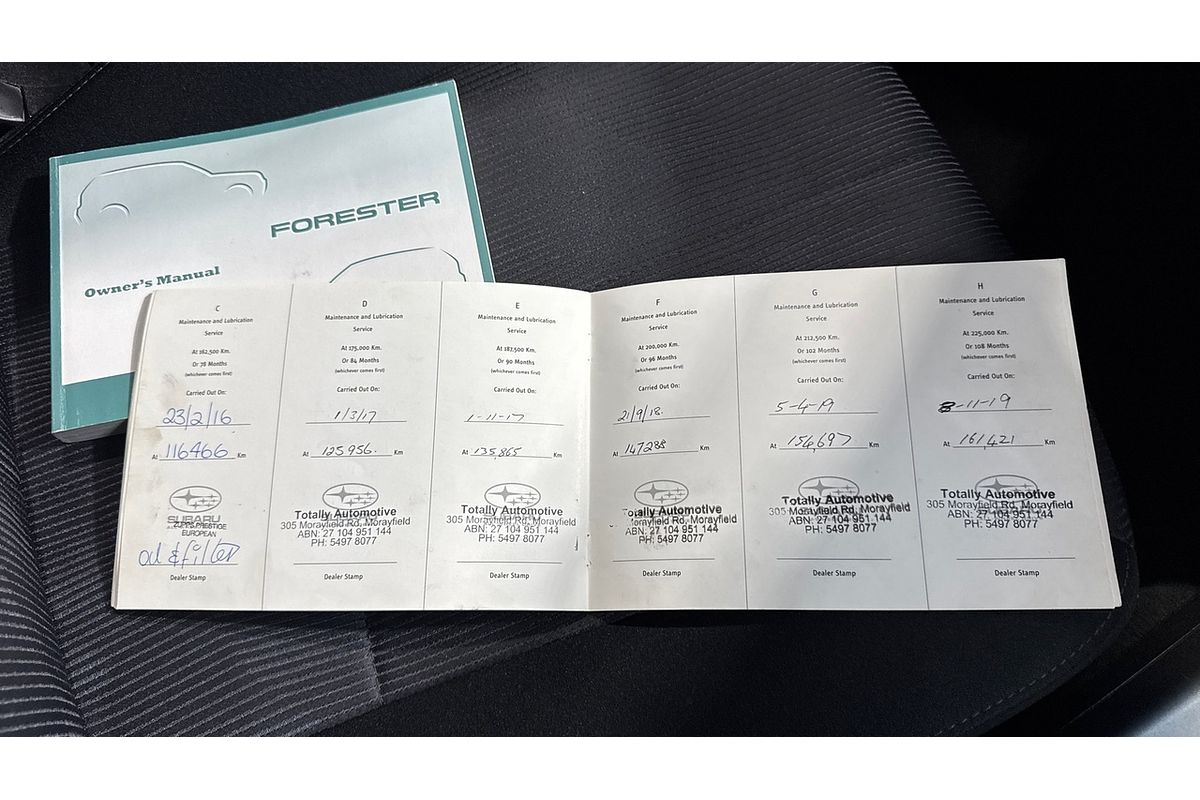 FORESTER
Owner's Manual
C
Maintenance and Lubrication
Service
At 162,500 Km.
Or 78 Months
(whichever comes first)
Carried Out On:
23/2/16
At 116466 Km
SUBARU
EUROPEAN
oil & filter
Dealer Stamp
D
Maintenance and Lubrication
Service
At 175,000 Km.
Or 84 Months
(whichever comes first)
Carried Out On:
1/3/17
At 125956. Km
Totally Automotive
305 Morayfield Rd, Morayfield
ABN: 27 104 951 144
PH: 5497 8077
Dealer Stamp
E
Maintenance and Lubrication
Service
At 187,500 Km.
Or 90 Months
(whichever comes first)
Carried Out On:
1-11-17
At 135,865 Km
Totally Automotive
305 Morayfield Rd, Morayfield
ABN: 27 104 951 144
PH: 5497 8077
Dealer Stamp
F
Maintenance and Lubrication
Service
At 200,000 Km.
Or 96 Months
(whichever comes first)
Carried Out On:
21/9/18.
At 147288 Km
Totally Automotive
Morayfield Rd, Morayfield
ABN: 27 104 951 144
PH: 5497 8077
Dealer Stamp
G
Maintenance and Lubrication
Service
At 212,500 Km.
Or 102 Months
(whichever comes first)
Carried Out On:
5-4-19
At 154,697 Km
Totally Automotive
305 Morayfield Rd, Morayfield
ABN: 27 104 951 144
PH: 5497 8077
Dealer Stamp
H
Maintenance and Lubrication
Service
At 225,000 Km.
Or 108 Months
(whichever comes first)
Carried Out On:
8-11-19
At 161,421 Km
Totally Automotive
305 Morayfield Rd, Morayfield
ABN: 27 104 951 144
PH: 5497 8077
Dealer Stamp